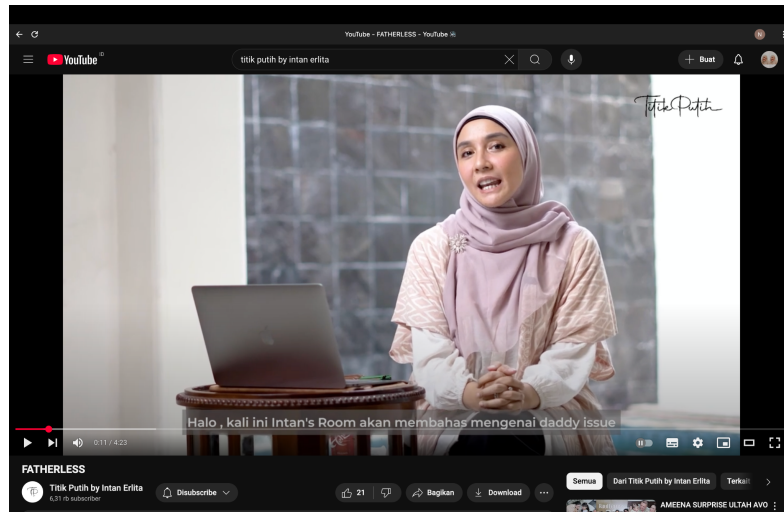 YouTube - FATHERLESS - YouTube
N
YouTube ID
titik putih by intan erlita
Buat
TitikPutih
Halo , kali ini Intan's Room akan membahas mengenai daddy issue
0:11 / 4:23
FATHERLESS
Titik Putih by Intan Erlita
6,31 rb subscriber
Disubscribe
21
Bagikan
Download
Semua
Dari Titik Putih by Intan Erlita
Terkait
AMEENA SURPRISE ULTAH AVO